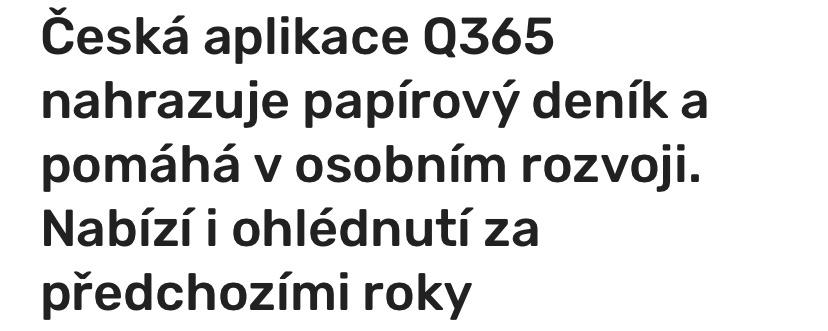 Česká aplikace Q365
nahrazuje papírový deník a
pomáhá v osobním rozvoji.
Nabízí i ohlédnutí za
předchozími roky